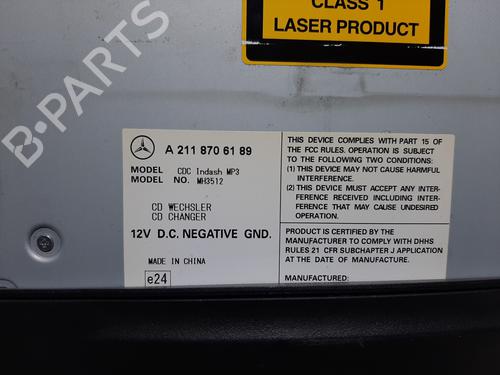 CLASS 1
LASER PRODUCT
B-PARTS
A 211 870 61 89
MODEL CDC Indash MP3
MODEL NO. MH3512
CD WECHSLER
CD CHANGER
12V D.C. NEGATIVE GND.
MADE IN CHINA
e24
THIS DEVICE COMPLIES WITH PART 15 OF
THE FCC RULES. OPERATION IS SUBJECT
TO THE FOLLOWING TWO CONDITIONS:
(1) THIS DEVICE MAY NOT CAUSE HARMFUL
INTERFERENCE.
(2) THIS DEVICE MUST ACCEPT ANY INTER-
FERENCE RECEIVED INCLUDING INTER-
FERENCE THAT MAY CAUSE UNDESIRED
OPERATION.
PRODUCT IS CERTIFIED BY THE
MANUFACTURER TO COMPLY WITH DHHS
RULES 21 CFR SUBCHAPTER J APPLICATION
AT THE DATE OF MANUFACTURE.
MANUFACTURED: